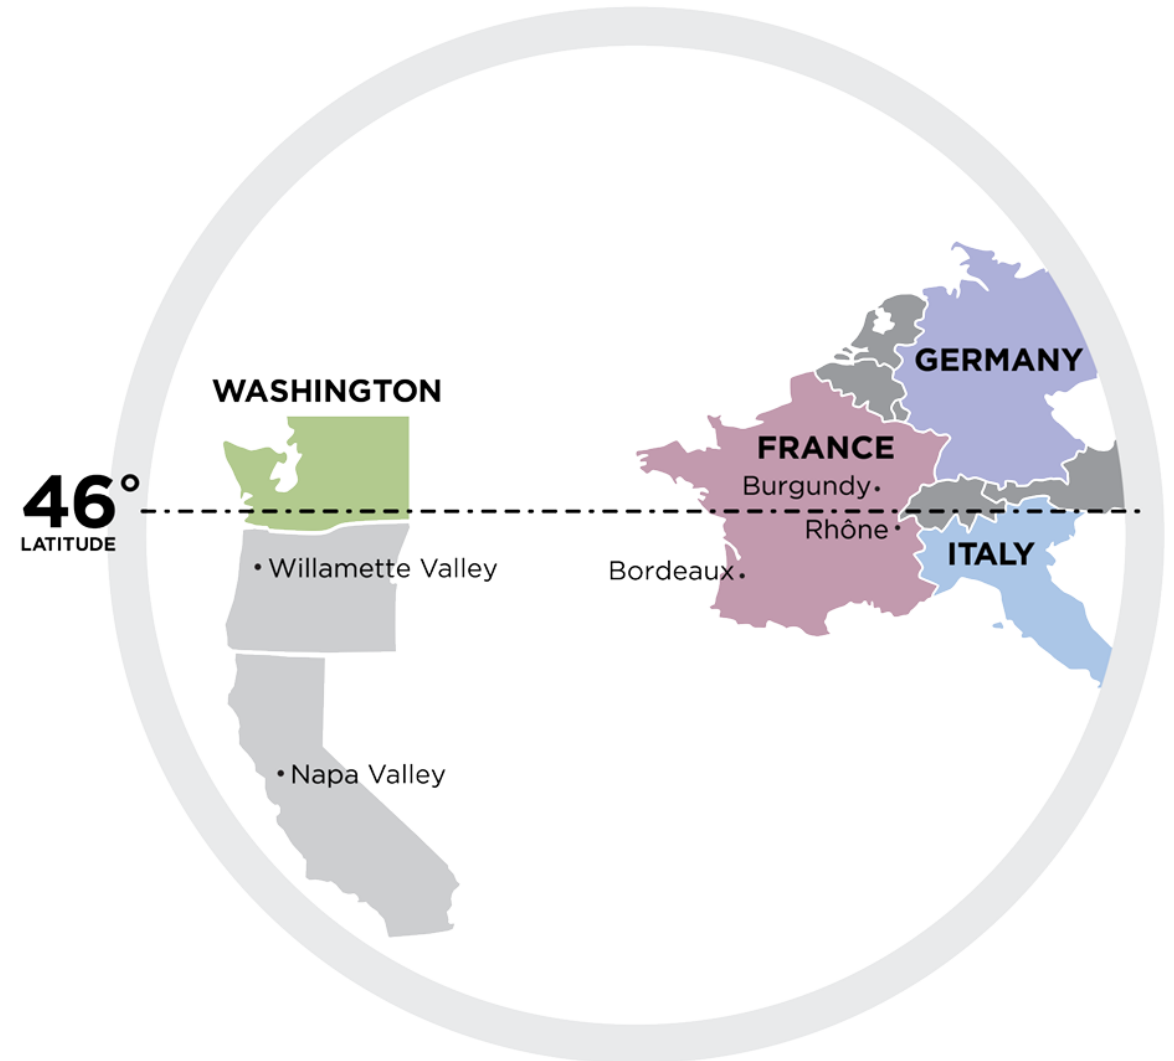 WASHINGTON
GERMANY
FRANCE
Burgundy
46°
LATITUDE
Rhône
ITALY
Willamette Valley
Bordeaux
Napa Valley